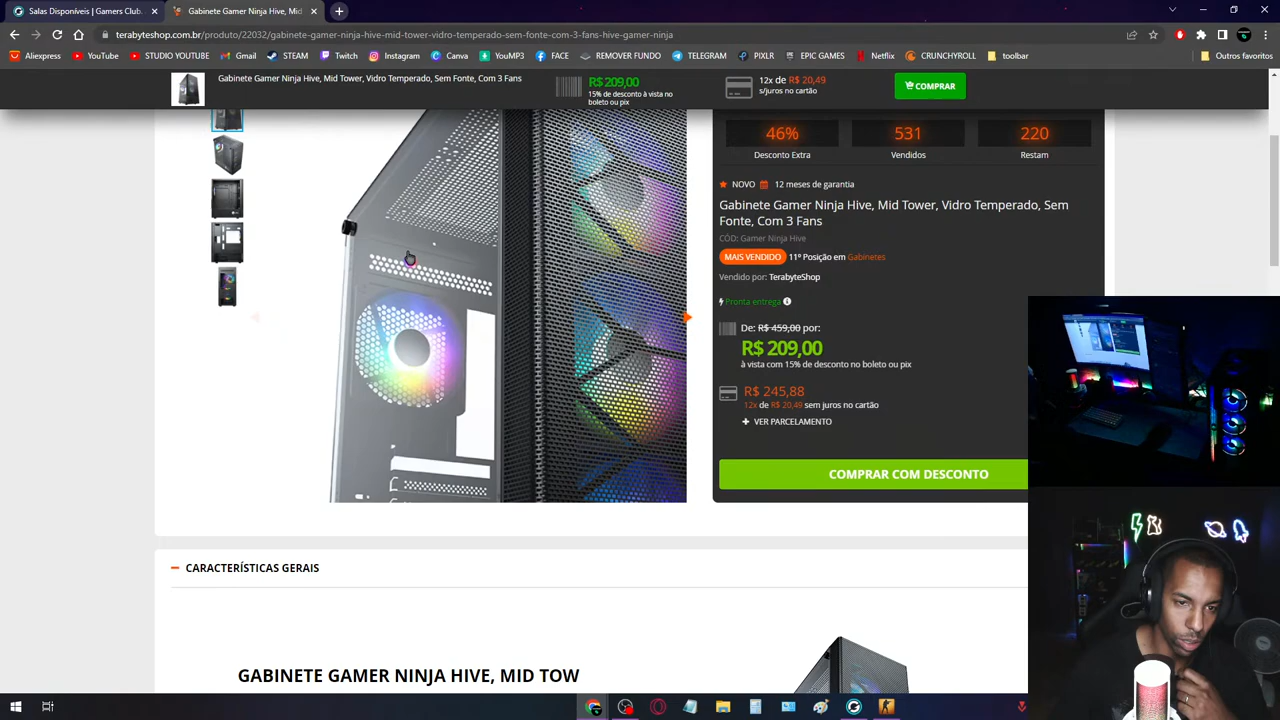 Salas Disponíveis | Gamers Club
Gabinete Gamer Ninja Hive, Mid
terabyteshop.com.br/produto/22032/gabinete-gamer-ninja-hive-mid-tower-vidro-temperado-sem-fonte-com-3-fans-hive-gamer-ninja
Aliexpress
YouTube
STUDIO YOUTUBE
Gmail
STEAM
Twitch
Instagram
Canva
YouMP3
FACE
REMOVER FUNDO
TELEGRAM
PIXLR
EPIC GAMES
Netflix
CRUNCHYROLL
toolbar
Outros favoritos
Gabinete Gamer Ninja Hive, Mid Tower, Vidro Temperado, Sem Fonte, Com 3 Fans
R$ 209,00
15% de desconto à vista no
boleto ou pix
12x de R$ 20,49
s/juros no cartão
COMPRAR
46%
Desconto Extra
531
Vendidos
220
Restam
NOVO 12 meses de garantia
Gabinete Gamer Ninja Hive, Mid Tower, Vidro Temperado, Sem
Fonte, Com 3 Fans
CÓD: Gamer Ninja Hive
MAIS VENDIDO 11º Posição em Gabinetes
Vendido por: TerabyteShop
Pronta entrega
De: R$ 459,00 por:
R$ 209,00
à vista com 15% de desconto no boleto ou pix
R$ 245,88
12x de R$ 20,49 sem juros no cartão
VER PARCELAMENTO
COMPRAR COM DESCONTO
CARACTERÍSTICAS GERAIS
GABINETE GAMER NINJA HIVE, MID TOW